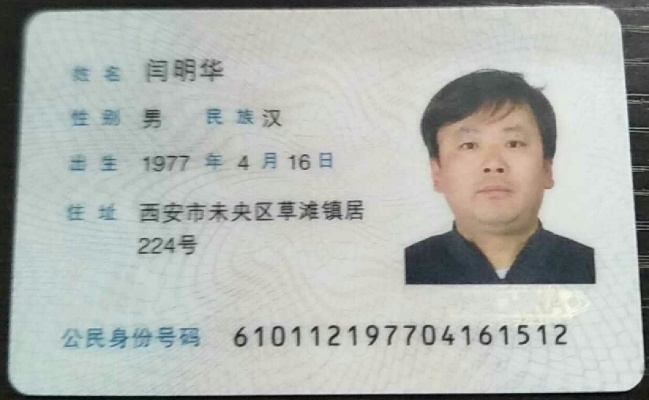 姓名 闫明华
性别 男 民族 汉
出生 1977 年 4 月 16 日
住址 西安市未央区草滩镇居
224号
公民身份号码 610112197704161512